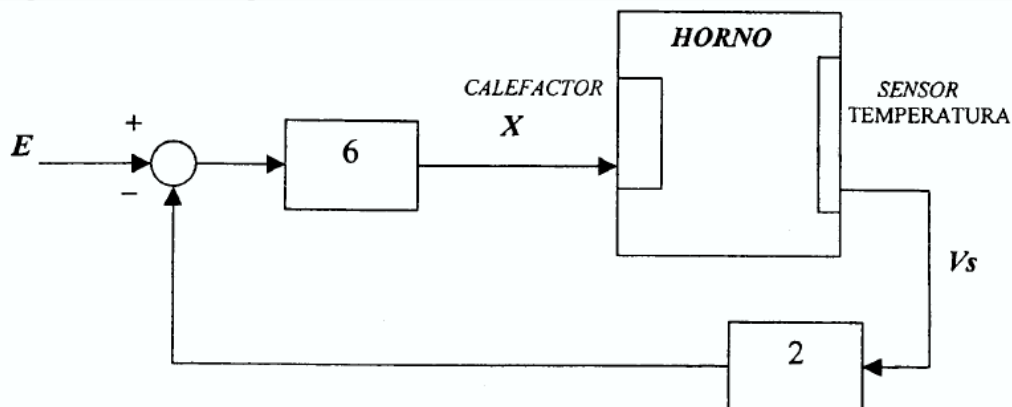 HORNO
CALEFACTOR
X
SENSOR
TEMPERATURA
E
+
−
6
Vs
2